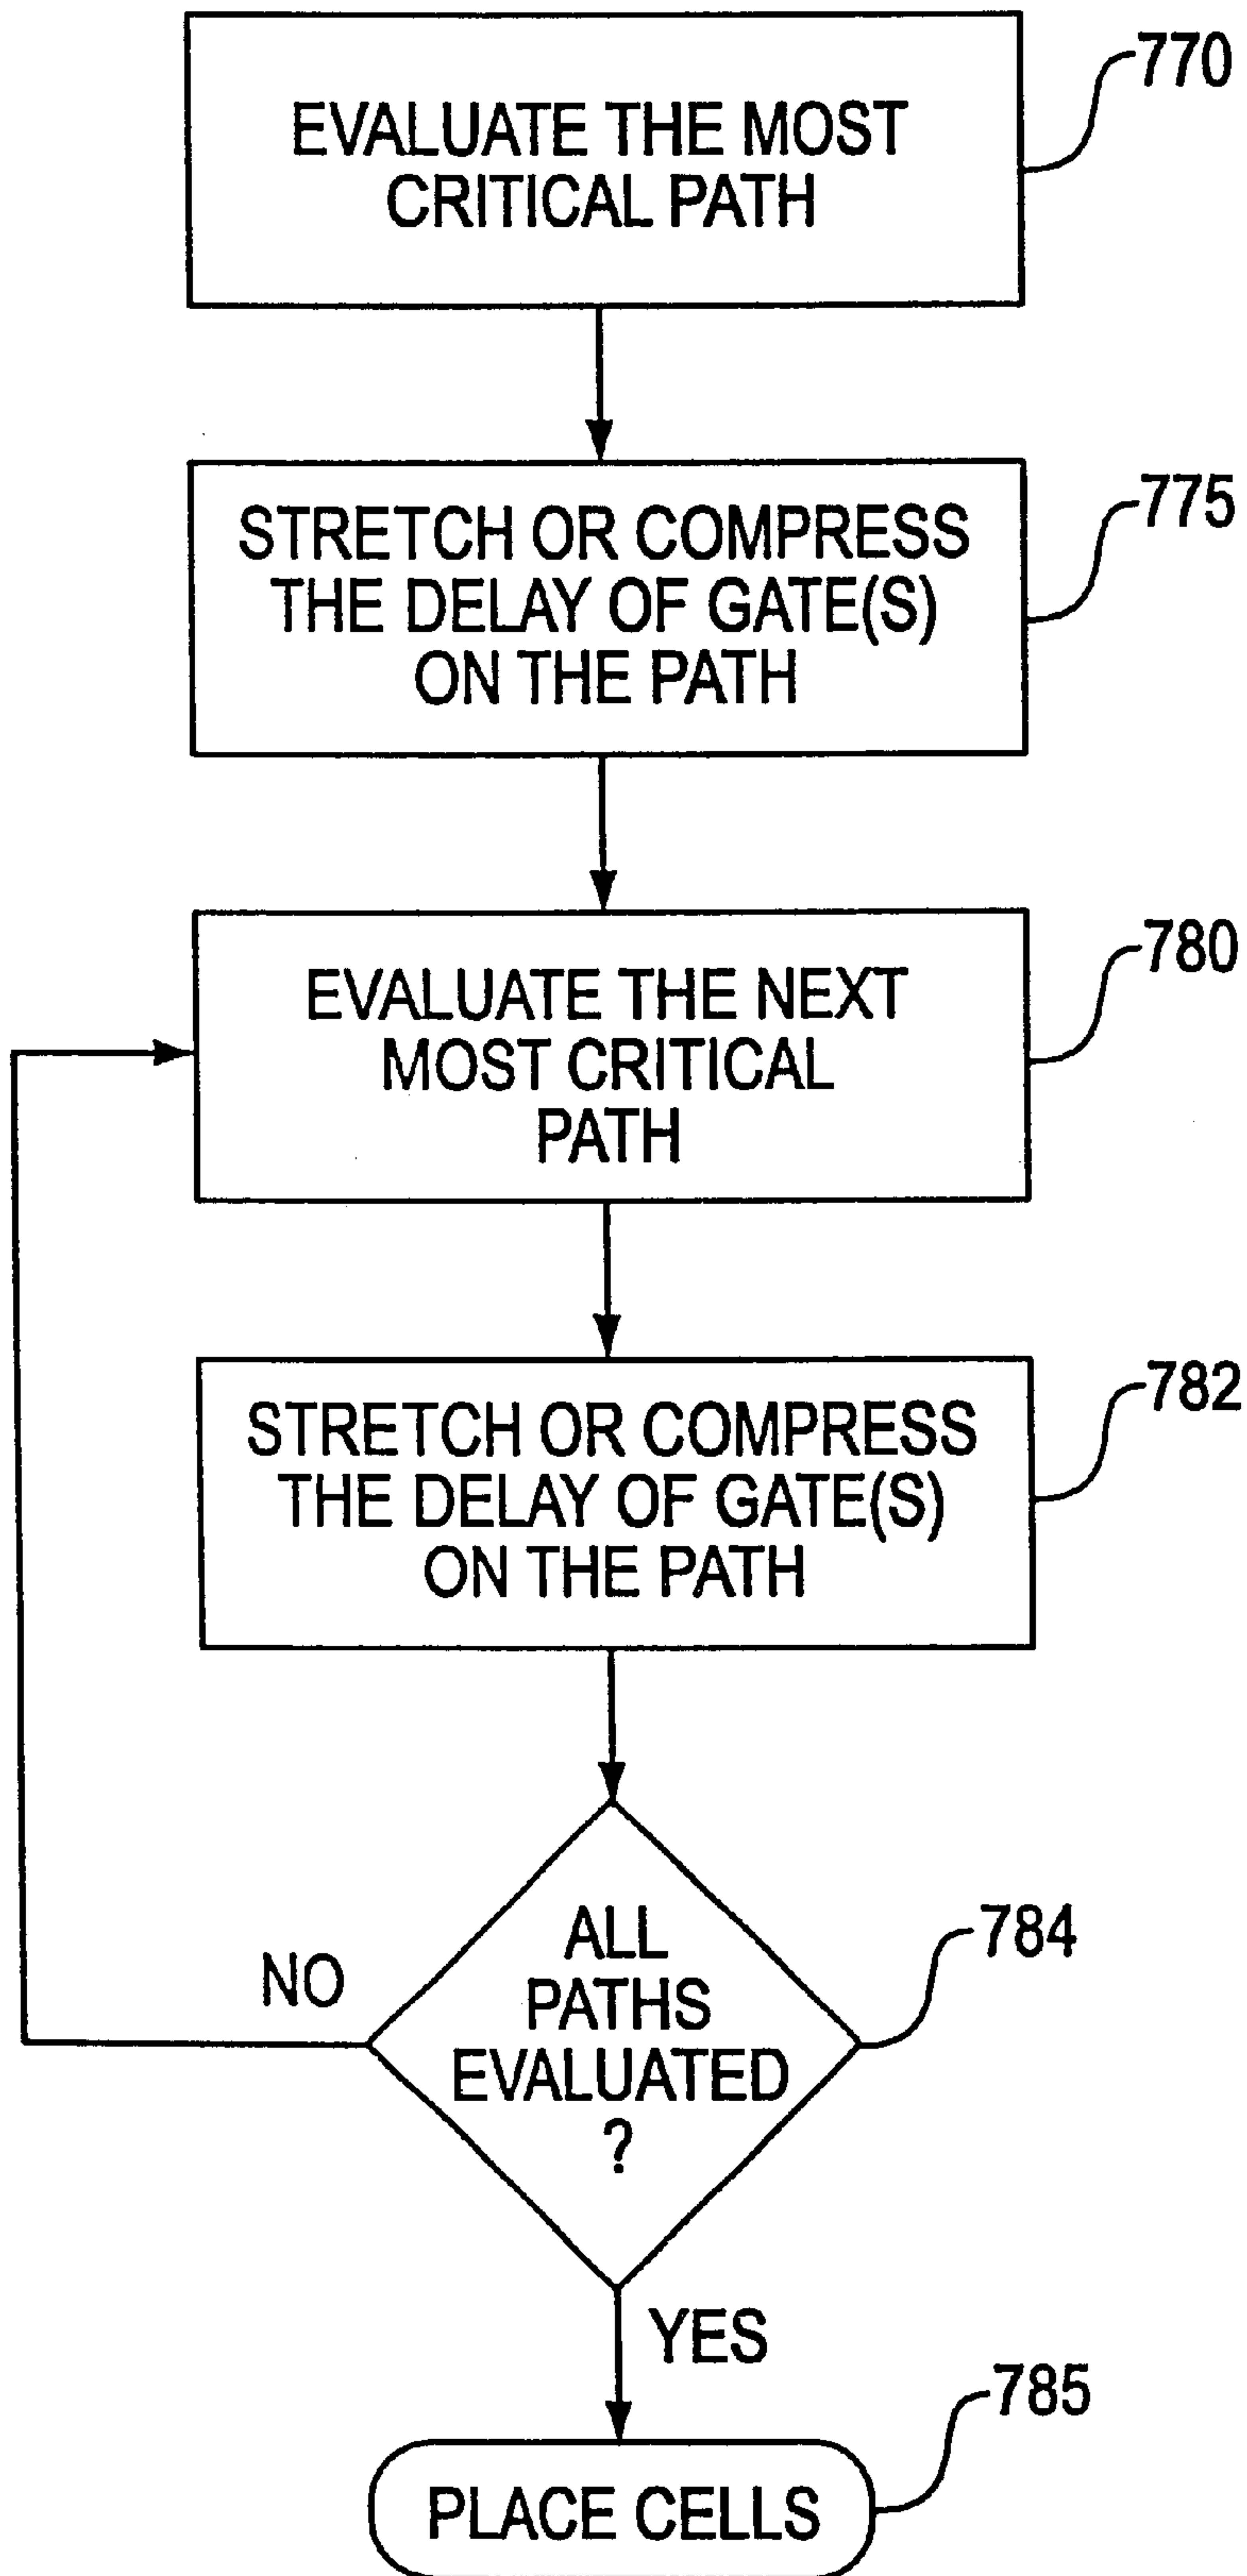 EVALUATE THE MOST
CRITICAL PATH
770
STRETCH OR COMPRESS
THE DELAY OF GATE(S)
ON THE PATH
775
EVALUATE THE NEXT
MOST CRITICAL
PATH
780
STRETCH OR COMPRESS
THE DELAY OF GATE(S)
ON THE PATH
782
ALL
PATHS
EVALUATED
?
784
NO
YES
PLACE CELLS
785